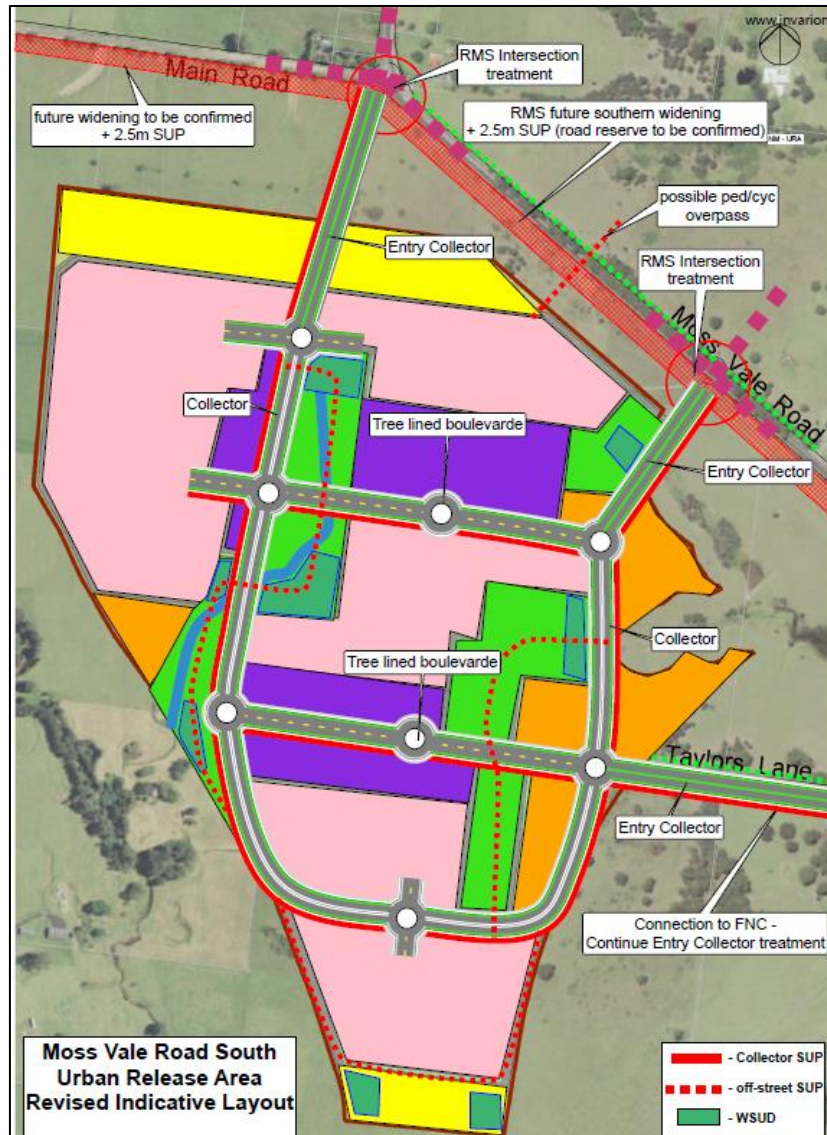 www.invarion
RMS Intersection
treatment
Main Road
future widening to be confirmed
+ 2.5m SUP
RMS future southern widening
+ 2.5m SUP (road reserve to be confirmed)
NM - URA
possible ped/cyc
overpass
Entry Collector
RMS Intersection
treatment
Moss Vale Road
Collector
Tree lined boulevarde
Entry Collector
Collector
Tree lined boulevarde
Taylors Lane
Entry Collector
Connection to FNC -
Continue Entry Collector treatment
Moss Vale Road South
Urban Release Area
Revised Indicative Layout
- Collector SUP
- off-street SUP
- WSUD